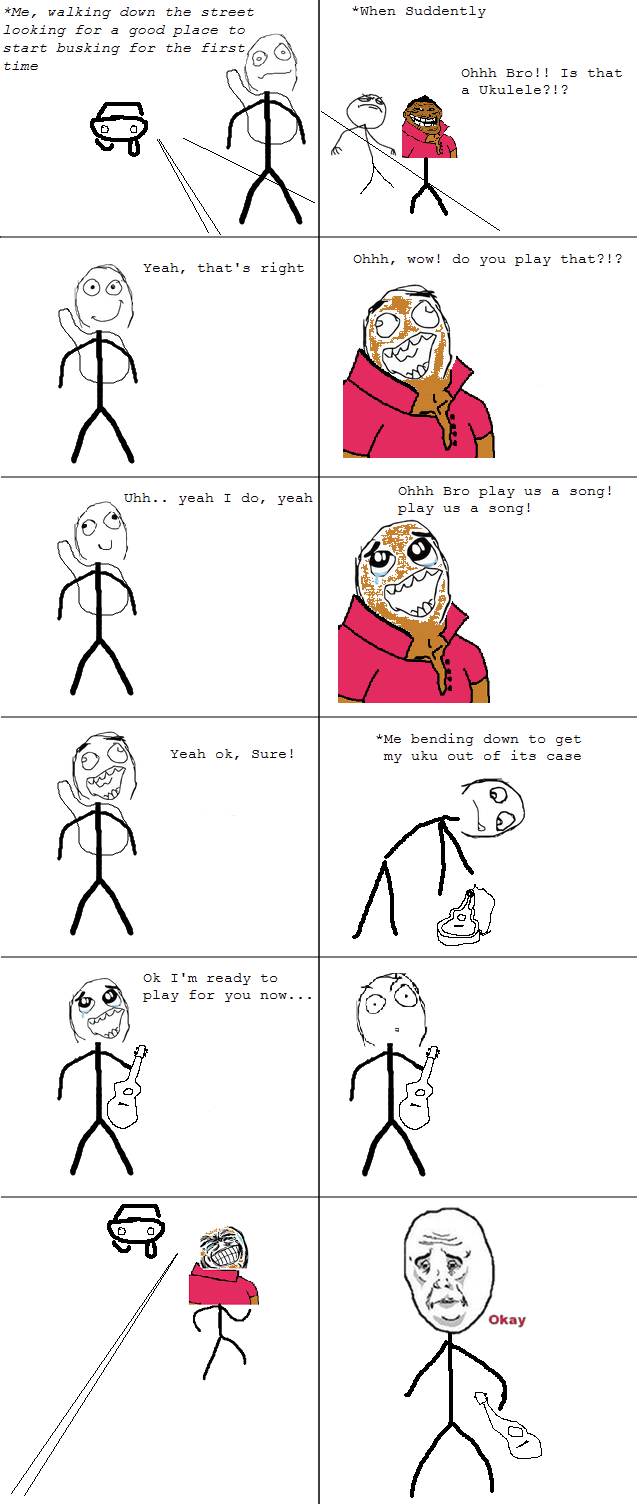 *Me, walking down the street
looking for a good place to
start busking for the first
time
*When Suddently
Ohhh Bro!! Is that
a Ukulele?!?
Yeah, that's right
Ohhh, wow! do you play that?!?
Uhh.. yeah I do, yeah
Ohhh Bro play us a song!
play us a song!
Yeah ok, Sure!
*Me bending down to get
my uku out of its case
Ok I'm ready to
play for you now...
Okay